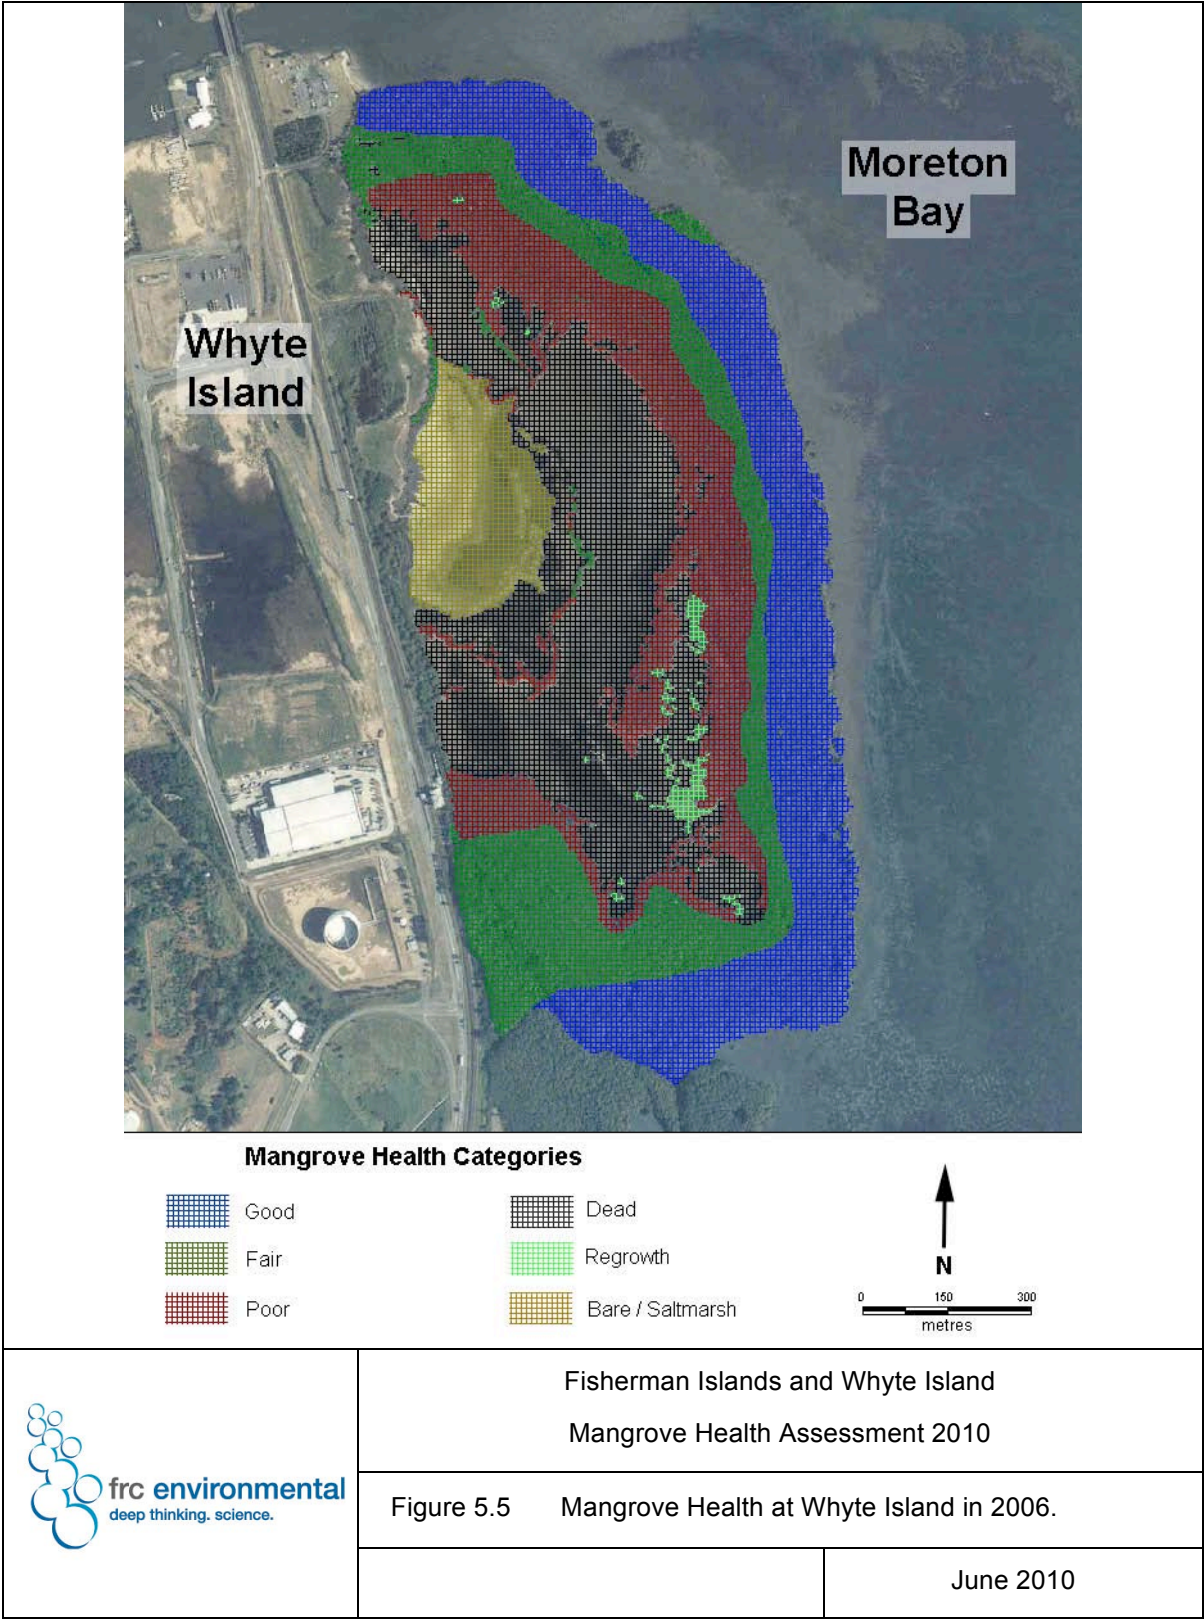 Moreton
Bay
Whyte
Island
Mangrove Health Categories
Good
Fair
Poor
Dead
Regrowth
Bare / Saltmarsh
N
0 150 300
metres
frc environmental
deep thinking. science.
Fisherman Islands and Whyte Island
Mangrove Health Assessment 2010
Figure 5.5 Mangrove Health at Whyte Island in 2006.
June 2010